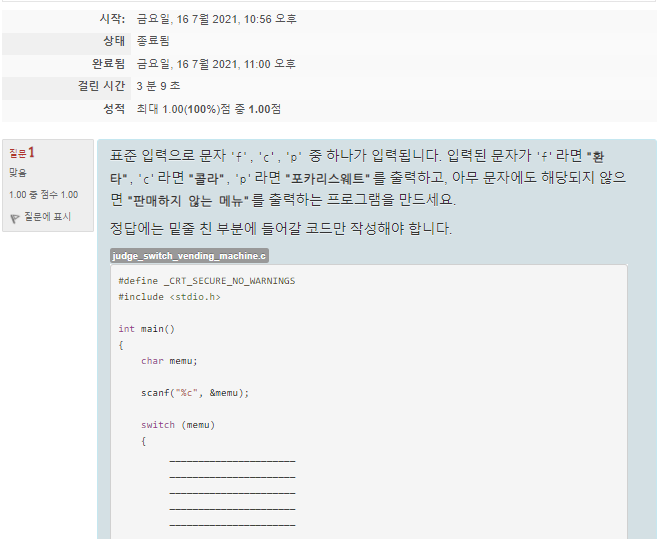 시작: 금요일, 16 7월 2021, 10:56 오후
상태 종료됨
완료됨 금요일, 16 7월 2021, 11:00 오후
걸린 시간 3 분 9 초
성적 최대 1.00(100%)점 중 1.00점
질문 1
맞음
1.00 중 점수 1.00
질문에 표시
표준 입력으로 문자 'f', 'c', 'p' 중 하나가 입력됩니다. 입력된 문자가 'f'라면 "환
타", 'c'라면 "콜라", 'p'라면 "포카리스웨트"를 출력하고, 아무 문자에도 해당되지 않으
면 "판매하지 않는 메뉴"를 출력하는 프로그램을 만드세요.
정답에는 밑줄 친 부분에 들어갈 코드만 작성해야 합니다.
judge_switch_vending_machine.c
#define _CRT_SECURE_NO_WARNINGS
#include <stdio.h>
int main()
{
char memu;
scanf("%c", &memu);
switch (memu)
{
______________________
______________________
______________________
______________________
______________________